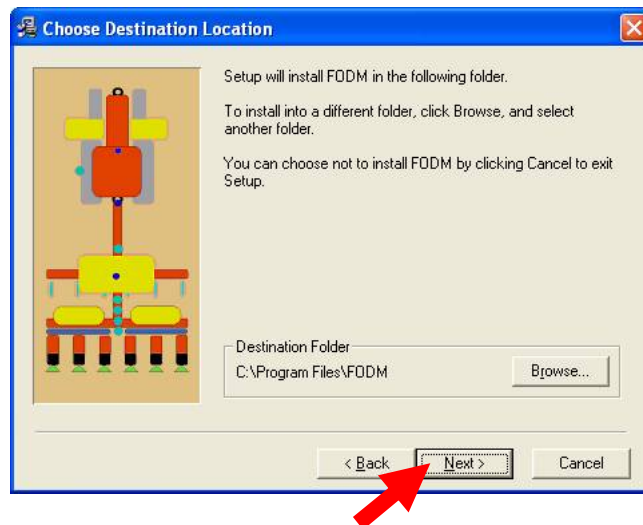 Choose Destination Location
Setup will install FODM in the following folder.
To install into a different folder, click Browse, and select
another folder.
You can choose not to install FODM by clicking Cancel to exit
Setup.
Destination Folder
C:\Program Files\FODM
Browse...
< Back
Next >
Cancel